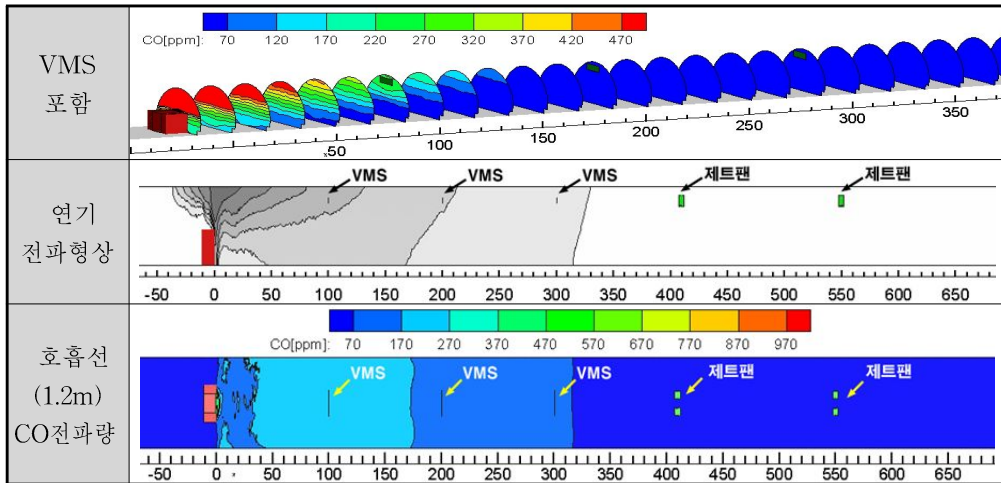 VMS
포함
CO[ppm]:
70 120 170 220 270 320 370 420 470
50 100 150 200 250 300 350
연기
전파형상
VMS VMS VMS 제트팬 제트팬
-50 0 50 100 150 200 250 300 350 400 450 500 550 600 650
호흡선
(1.2m)
CO전파량
CO[ppm]:
70 170 270 370 470 570 670 770 870 970
VMS VMS VMS 제트팬 제트팬
-50 0 50 100 150 200 250 300 350 400 450 500 550 600 650